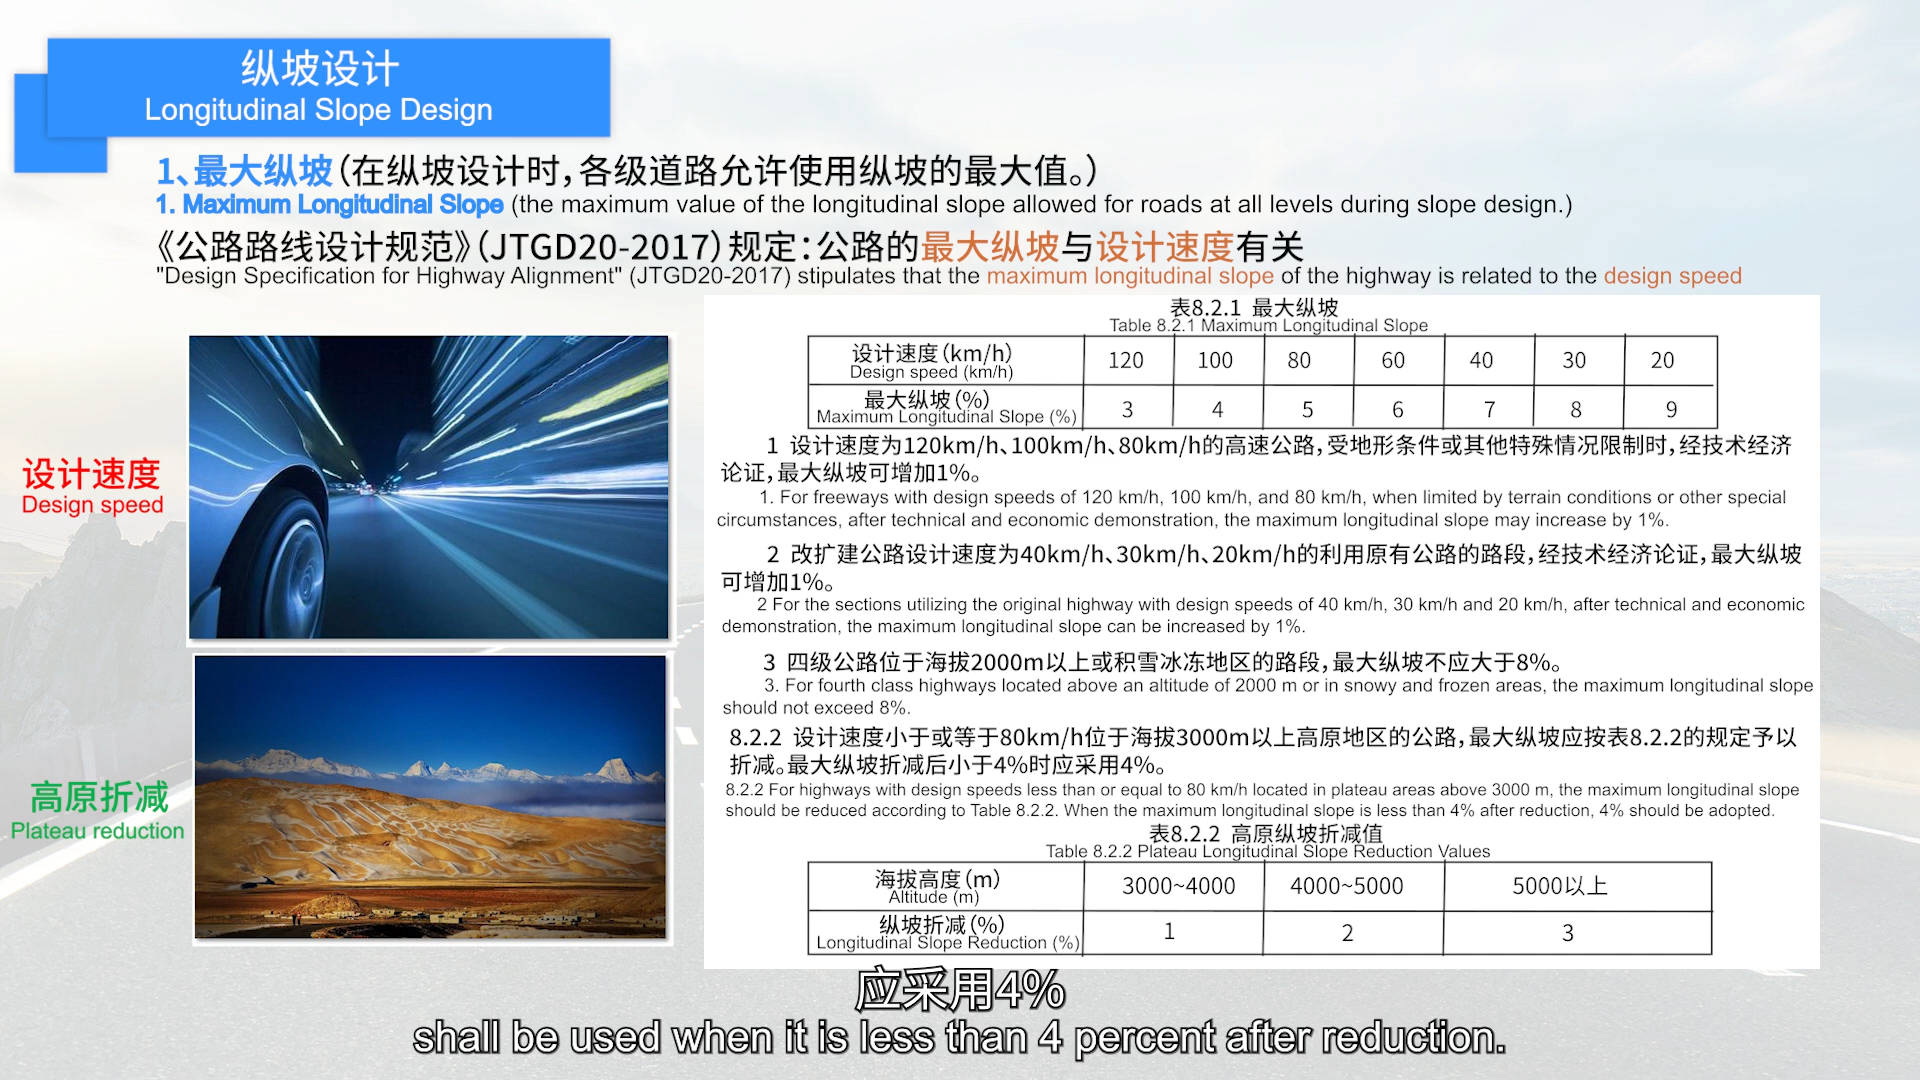 纵坡设计
Longitudinal Slope Design
1、最大纵坡（在纵坡设计时，各级道路允许使用纵坡的最大值。）
1. Maximum Longitudinal Slope (the maximum value of the longitudinal slope allowed for roads at all levels during slope design.)
《公路路线设计规范》（JTGD20-2017）规定：公路的最大纵坡与设计速度有关
"Design Specification for Highway Alignment" (JTGD20-2017) stipulates that the maximum longitudinal slope of the highway is related to the design speed
设计速度
Design speed
高原折减
Plateau reduction
表8.2.1 最大纵坡
Table 8.2.1 Maximum Longitudinal Slope
设计速度（km/h） 120 100 80 60 40 30 20
Design speed (km/h)
最大纵坡（%） 3 4 5 6 7 8 9
Maximum Longitudinal Slope (%)
1 设计速度为120km/h、100km/h、80km/h的高速公路，受地形条件或其他特殊情况限制时，经技术经济
论证，最大纵坡可增加1%。
1. For freeways with design speeds of 120 km/h, 100 km/h, and 80 km/h, when limited by terrain conditions or other special
circumstances, after technical and economic demonstration, the maximum longitudinal slope may increase by 1%.
2 改扩建公路设计速度为40km/h、30km/h、20km/h的利用原有公路的路段，经技术经济论证，最大纵坡
可增加1%。
2 For the sections utilizing the original highway with design speeds of 40 km/h, 30 km/h and 20 km/h, after technical and economic
demonstration, the maximum longitudinal slope can be increased by 1%.
3 四级公路位于海拔2000m以上或积雪冰冻地区的路段，最大纵坡不应大于8%。
3. For fourth class highways located above an altitude of 2000 m or in snowy and frozen areas, the maximum longitudinal slope
should not exceed 8%.
8.2.2 设计速度小于或等于80km/h位于海拔3000m以上高原地区的公路，最大纵坡应按表8.2.2的规定予以
折减。最大纵坡折减后小于4%时应采用4%。
8.2.2 For highways with design speeds less than or equal to 80 km/h located in plateau areas above 3000 m, the maximum longitudinal slope
should be reduced according to Table 8.2.2. When the maximum longitudinal slope is less than 4% after reduction, 4% should be adopted.
表8.2.2 高原纵坡折减值
Table 8.2.2 Plateau Longitudinal Slope Reduction Values
海拔高度（m） 3000~4000 4000~5000 5000以上
Altitude (m)
纵坡折减（%） 1 2 3
Longitudinal Slope Reduction (%)
应采用4%
shall be used when it is less than 4 percent after reduction.